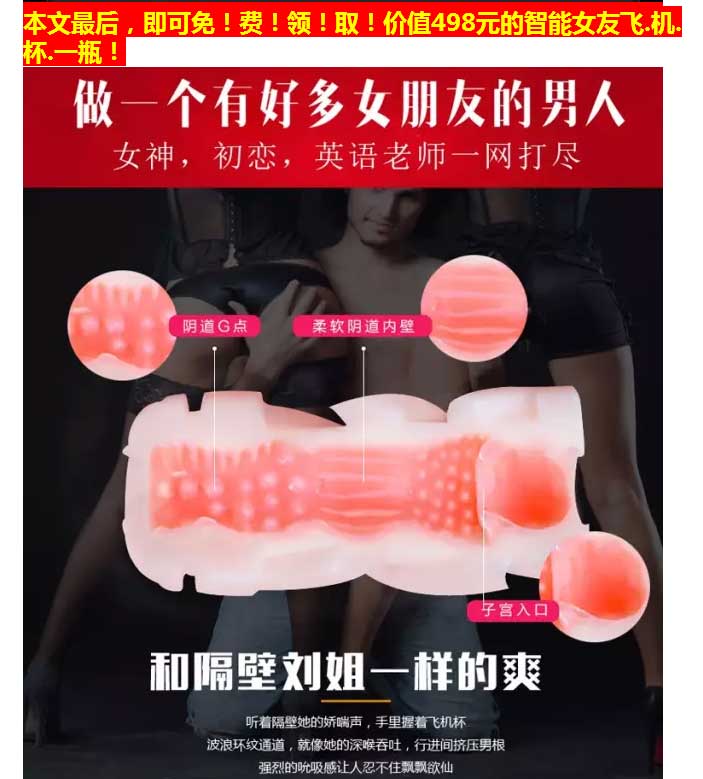 本文最后，即可免！费！领！取！价值498元的智能女友飞.机.
杯.一瓶！
做一个有好多女朋友的男人
女神，初恋，英语老师一网打尽
阴道G点
柔软阴道内壁
子宫入口
和隔壁刘姐一样的爽
听着隔壁她的娇喘声，手里握着飞机杯
波浪环纹通道，就像她的深喉吞吐，行进间挤压男根
强烈的吮吸感让人忍不住飘飘欲仙